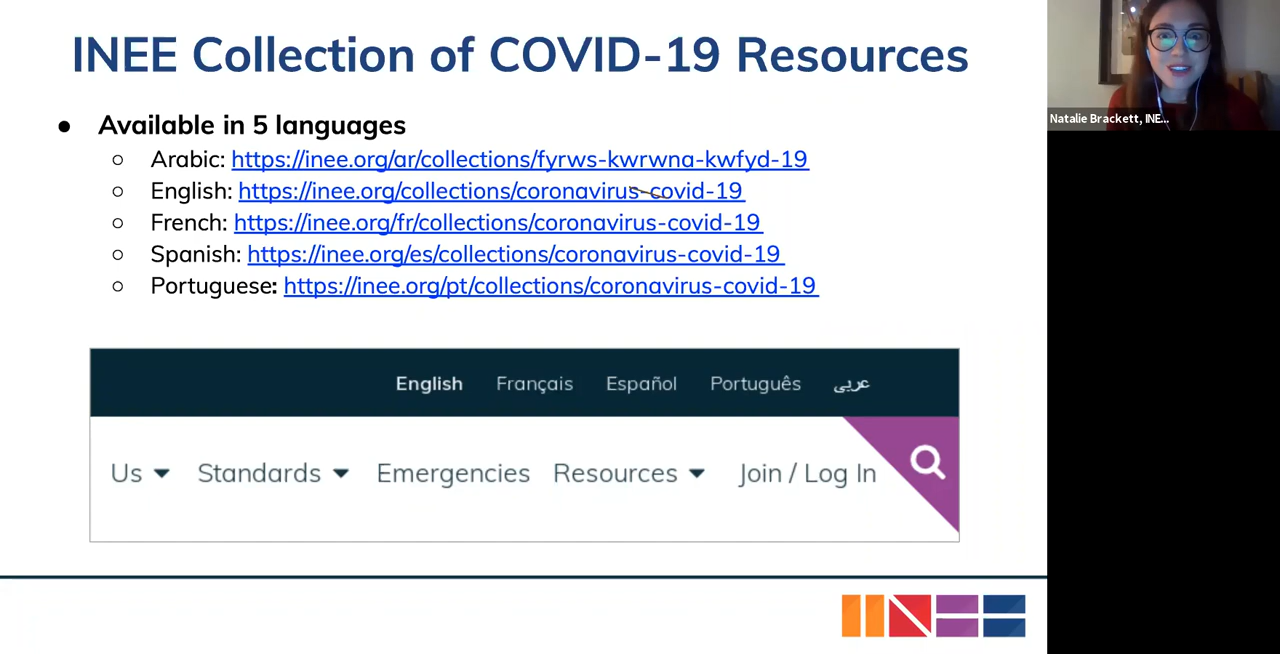 INEE Collection of COVID-19 Resources
● Available in 5 languages
○ Arabic: https://inee.org/ar/collections/fyrws-kwrwna-kwfyd-19
○ English: https://inee.org/collections/coronavirus-covid-19
○ French: https://inee.org/fr/collections/coronavirus-covid-19
○ Spanish: https://inee.org/es/collections/coronavirus-covid-19
○ Portuguese: https://inee.org/pt/collections/coronavirus-covid-19
English Français Español Português عربى
Us Standards Emergencies Resources Join / Log In
INEE
Natalie Brackett, INE...